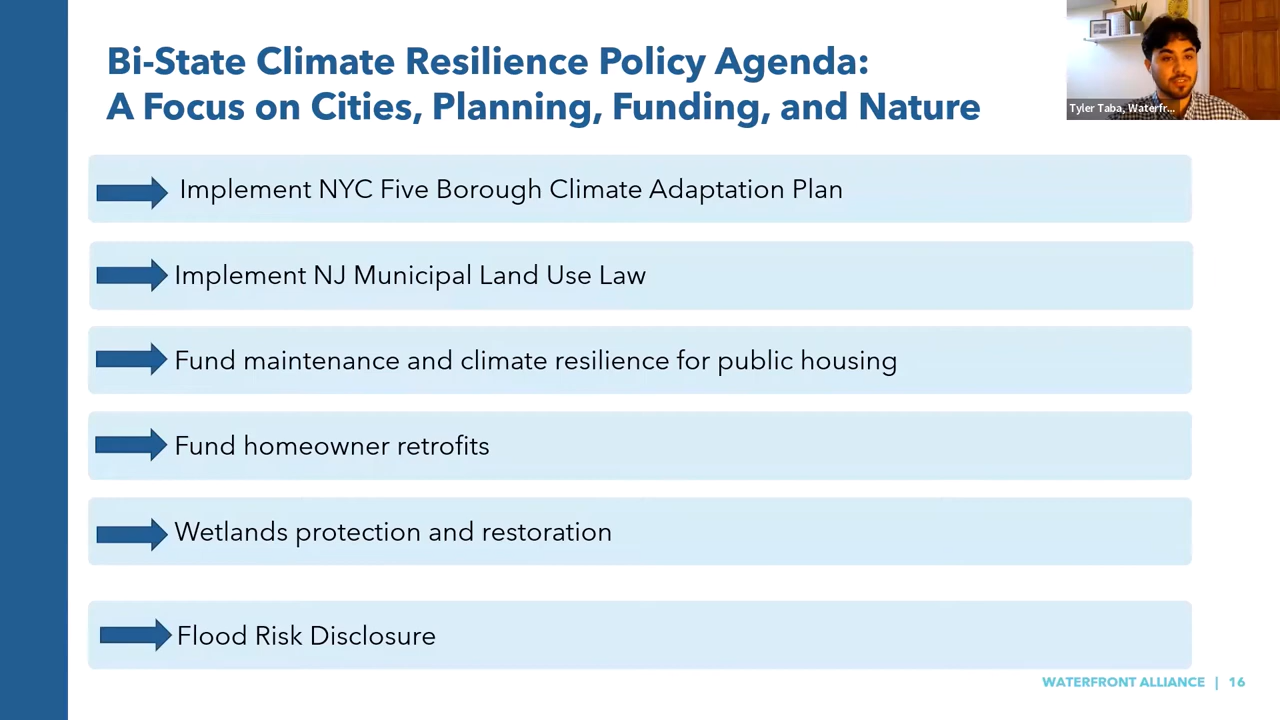 Bi-State Climate Resilience Policy Agenda:
A Focus on Cities, Planning, Funding, and Nature
Tyler Taba, Waterfr...
Implement NYC Five Borough Climate Adaptation Plan
Implement NJ Municipal Land Use Law
Fund maintenance and climate resilience for public housing
Fund homeowner retrofits
Wetlands protection and restoration
Flood Risk Disclosure
WATERFRONT ALLIANCE | 16